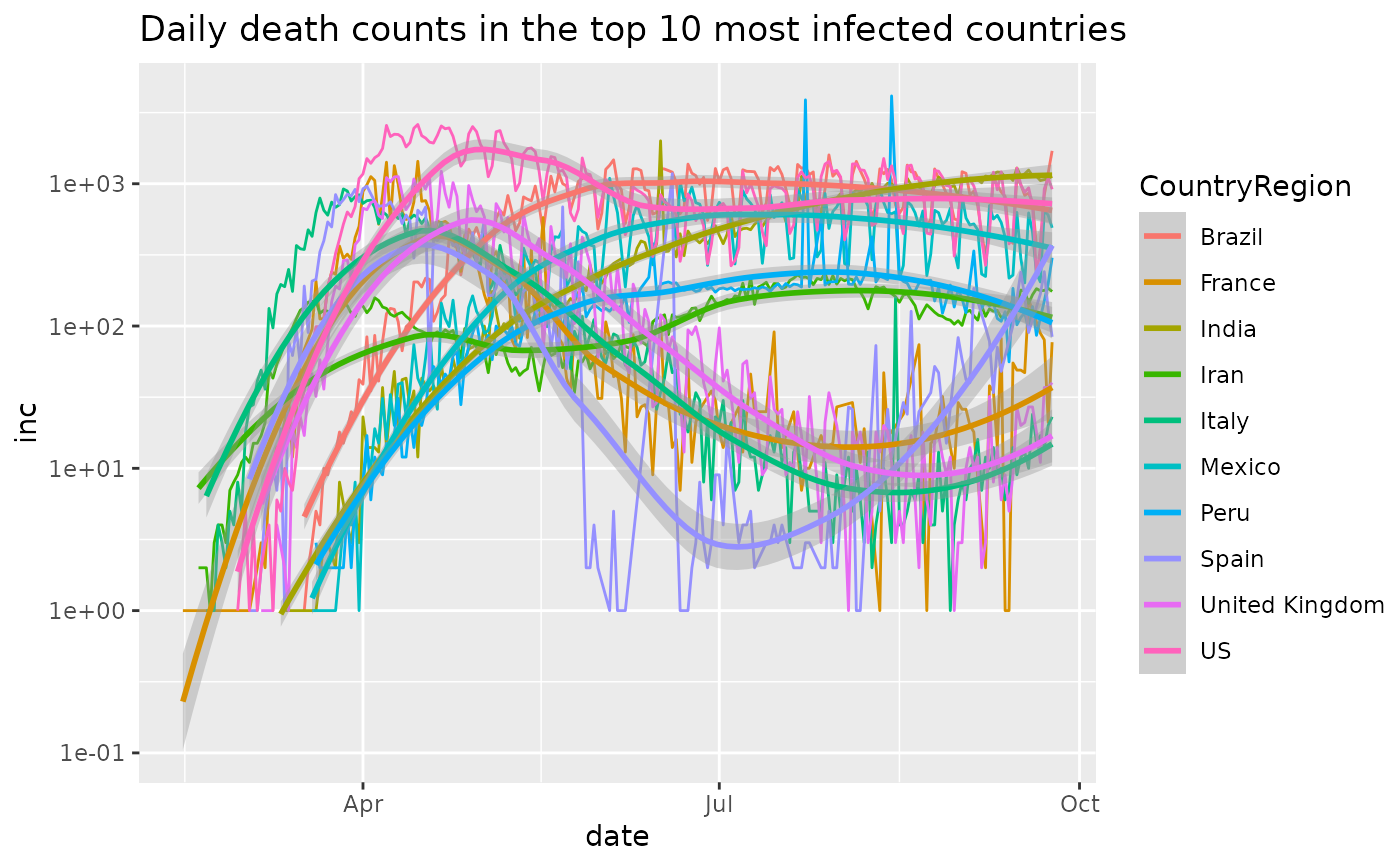 Daily death counts in the top 10 most infected countries
1e+03
1e+02
1e+01
1e+00
1e-01
inc
Apr
Jul
Oct
date
CountryRegion
Brazil
France
India
Iran
Italy
Mexico
Peru
Spain
United Kingdom
US